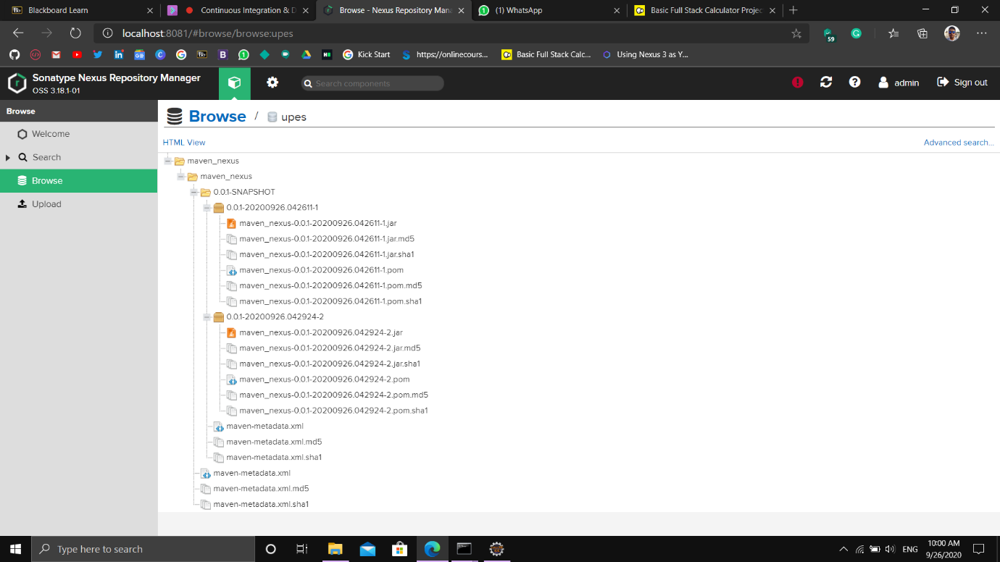 Blackboard Learn
Continuous Integration & D
Browse - Nexus Repository Mana
(1) WhatsApp
Basic Full Stack Calculator Projec
localhost:8081/#browse/browse:upes
59
Kick Start
https://onlinecours...
Basic Full Stack Calc...
Using Nexus 3 as Y...
Sonatype Nexus Repository Manager
OSS 3.18.1-01
Search components
admin
Sign out
Browse
Welcome
Search
Browse
Upload
Browse / upes
HTML View
Advanced search...
maven_nexus
maven_nexus
0.0.1-SNAPSHOT
0.0.1-20200926.042611-1
maven_nexus-0.0.1-20200926.042611-1.jar
maven_nexus-0.0.1-20200926.042611-1.jar.md5
maven_nexus-0.0.1-20200926.042611-1.jar.sha1
maven_nexus-0.0.1-20200926.042611-1.pom
maven_nexus-0.0.1-20200926.042611-1.pom.md5
maven_nexus-0.0.1-20200926.042611-1.pom.sha1
0.0.1-20200926.042924-2
maven_nexus-0.0.1-20200926.042924-2.jar
maven_nexus-0.0.1-20200926.042924-2.jar.md5
maven_nexus-0.0.1-20200926.042924-2.jar.sha1
maven_nexus-0.0.1-20200926.042924-2.pom
maven_nexus-0.0.1-20200926.042924-2.pom.md5
maven_nexus-0.0.1-20200926.042924-2.pom.sha1
maven-metadata.xml
maven-metadata.xml.md5
maven-metadata.xml.sha1
maven-metadata.xml
maven-metadata.xml.md5
maven-metadata.xml.sha1
Type here to search
ENG
10:00 AM
9/26/2020